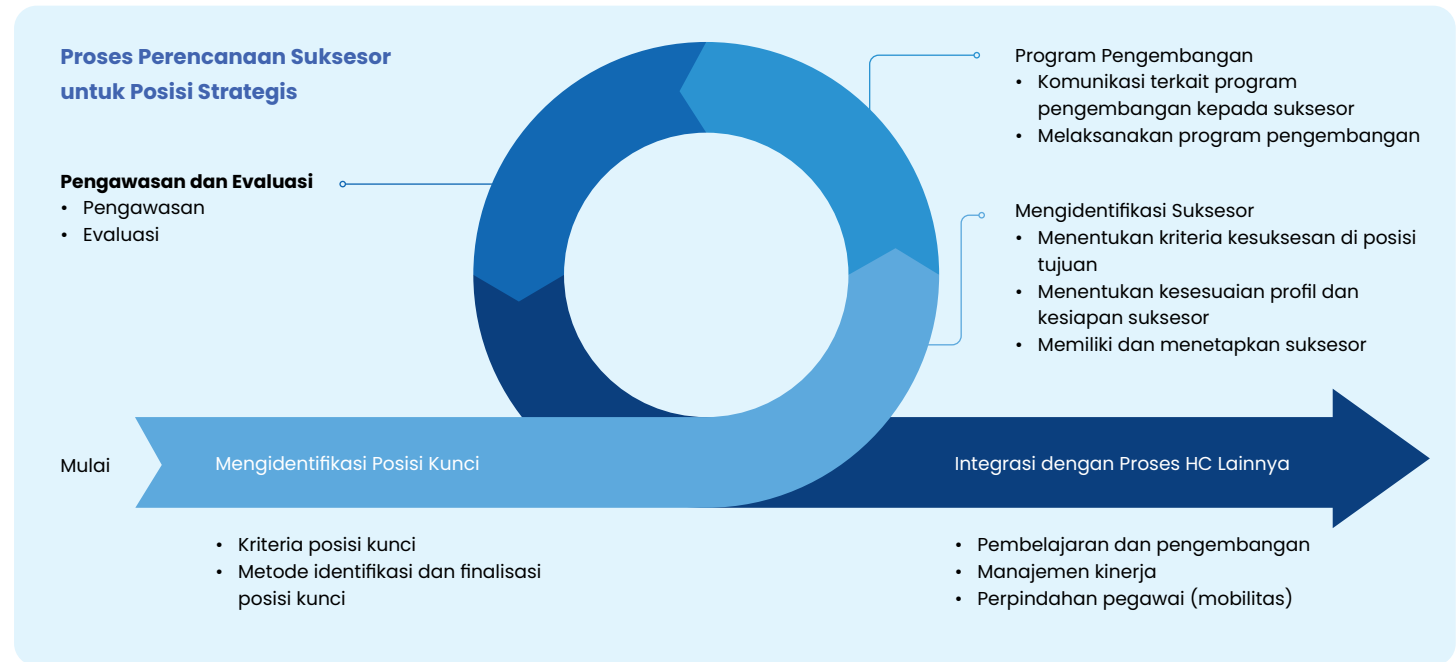 Proses Perencanaan Suksesor
untuk Posisi Strategis
Pengawasan dan Evaluasi
• Pengawasan
• Evaluasi
Program Pengembangan
• Komunikasi terkait program
pengembangan kepada suksesor
• Melaksanakan program pengembangan
Mengidentifikasi Suksesor
• Menentukan kriteria kesuksesan di posisi
tujuan
• Menentukan kesesuaian profil dan
kesiapan suksesor
• Memiliki dan menetapkan suksesor
Mulai
Mengidentifikasi Posisi Kunci
Integrasi dengan Proses HC Lainnya
• Kriteria posisi kunci
• Metode identifikasi dan finalisasi
posisi kunci
• Pembelajaran dan pengembangan
• Manajemen kinerja
• Perpindahan pegawai (mobilitas)